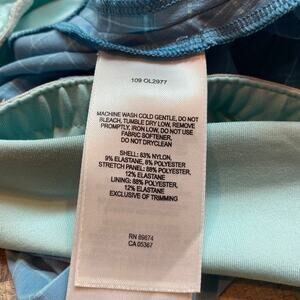 109 OL2977
MACHINE WASH COLD GENTLE, DO NOT
BLEACH, TUMBLE DRY LOW, REMOVE
PROMPTLY, IRON LOW, DO NOT USE
FABRIC SOFTENER,
DO NOT DRYCLEAN
SHELL: 83% NYLON,
9% ELASTANE, 8% POLYESTER
STRETCH PANEL: 88% POLYESTER,
12% ELASTANE
LINING: 88% POLYESTER,
12% ELASTANE
EXCLUSIVE OF TRIMMING
RN 89874
CA 05367